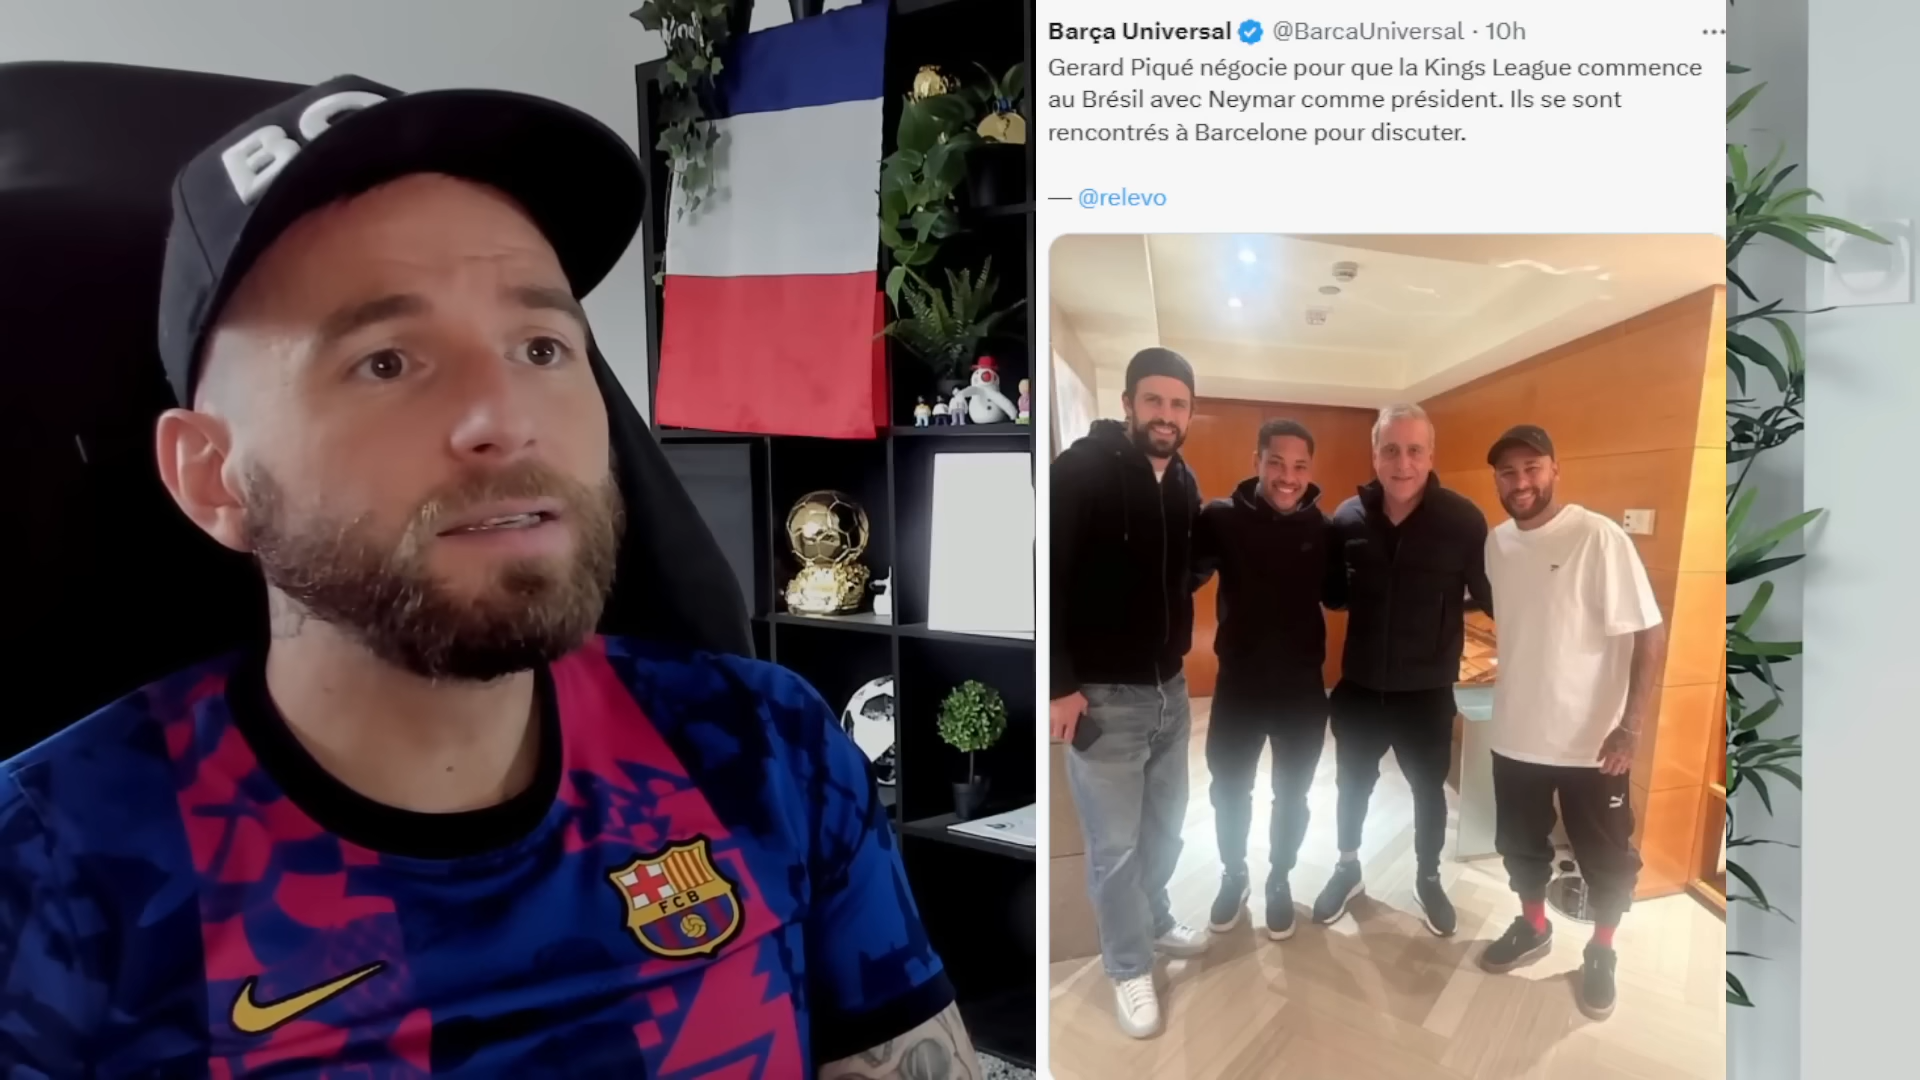 Barça Universal @BarcaUniversal · 10h
Gerard Piqué négocie pour que la Kings League commence
au Brésil avec Neymar comme président. Ils se sont
rencontrés à Barcelone pour discuter.
— @relevo
FCB